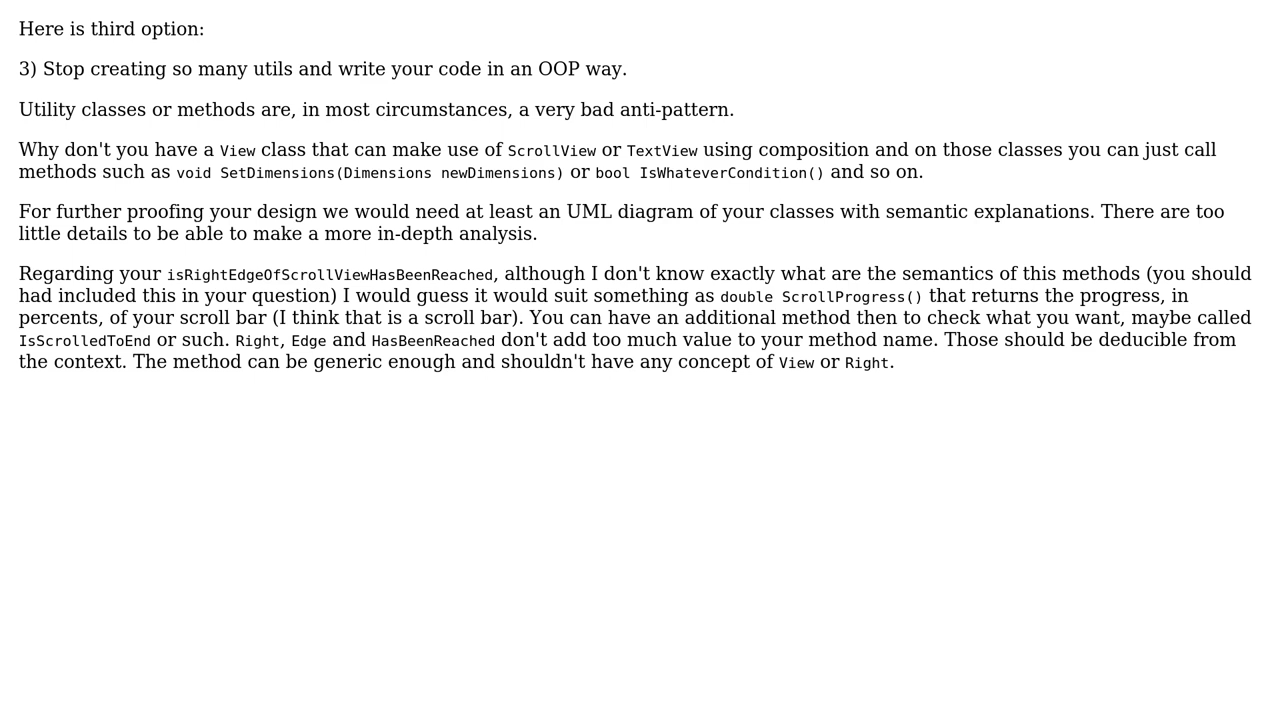 Here is third option:
3) Stop creating so many utils and write your code in an OOP way.
Utility classes or methods are, in most circumstances, a very bad anti-pattern.
Why don't you have a View class that can make use of ScrollView or TextView using composition and on those classes you can just call
methods such as void SetDimensions(Dimensions newDimensions) or bool IsWhateverCondition() and so on.
For further proofing your design we would need at least an UML diagram of your classes with semantic explanations. There are too
little details to be able to make a more in-depth analysis.
Regarding your isRightEdgeOfScrollViewHasBeenReached, although I don't know exactly what are the semantics of this methods (you should
had included this in your question) I would guess it would suit something as double ScrollProgress() that returns the progress, in
percents, of your scroll bar (I think that is a scroll bar). You can have an additional method then to check what you want, maybe called
IsScrolledToEnd or such. Right, Edge and HasBeenReached don't add too much value to your method name. Those should be deducible from
the context. The method can be generic enough and shouldn't have any concept of View or Right.